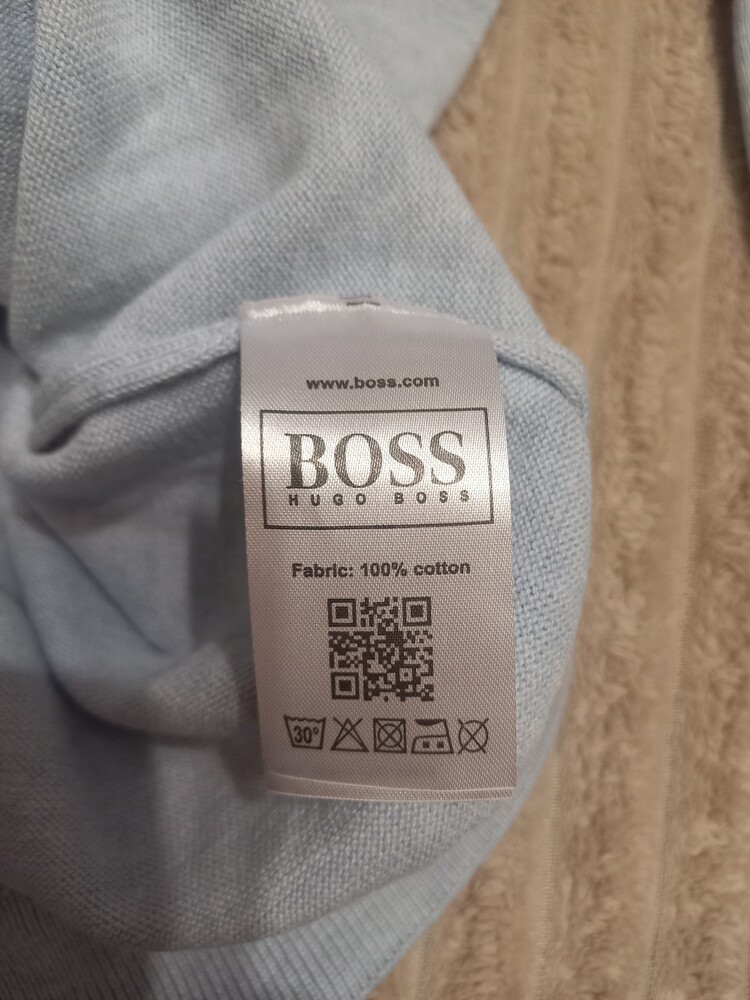 www.boss.com
BOSS
HUGO BOSS
Fabric: 100% cotton
30°